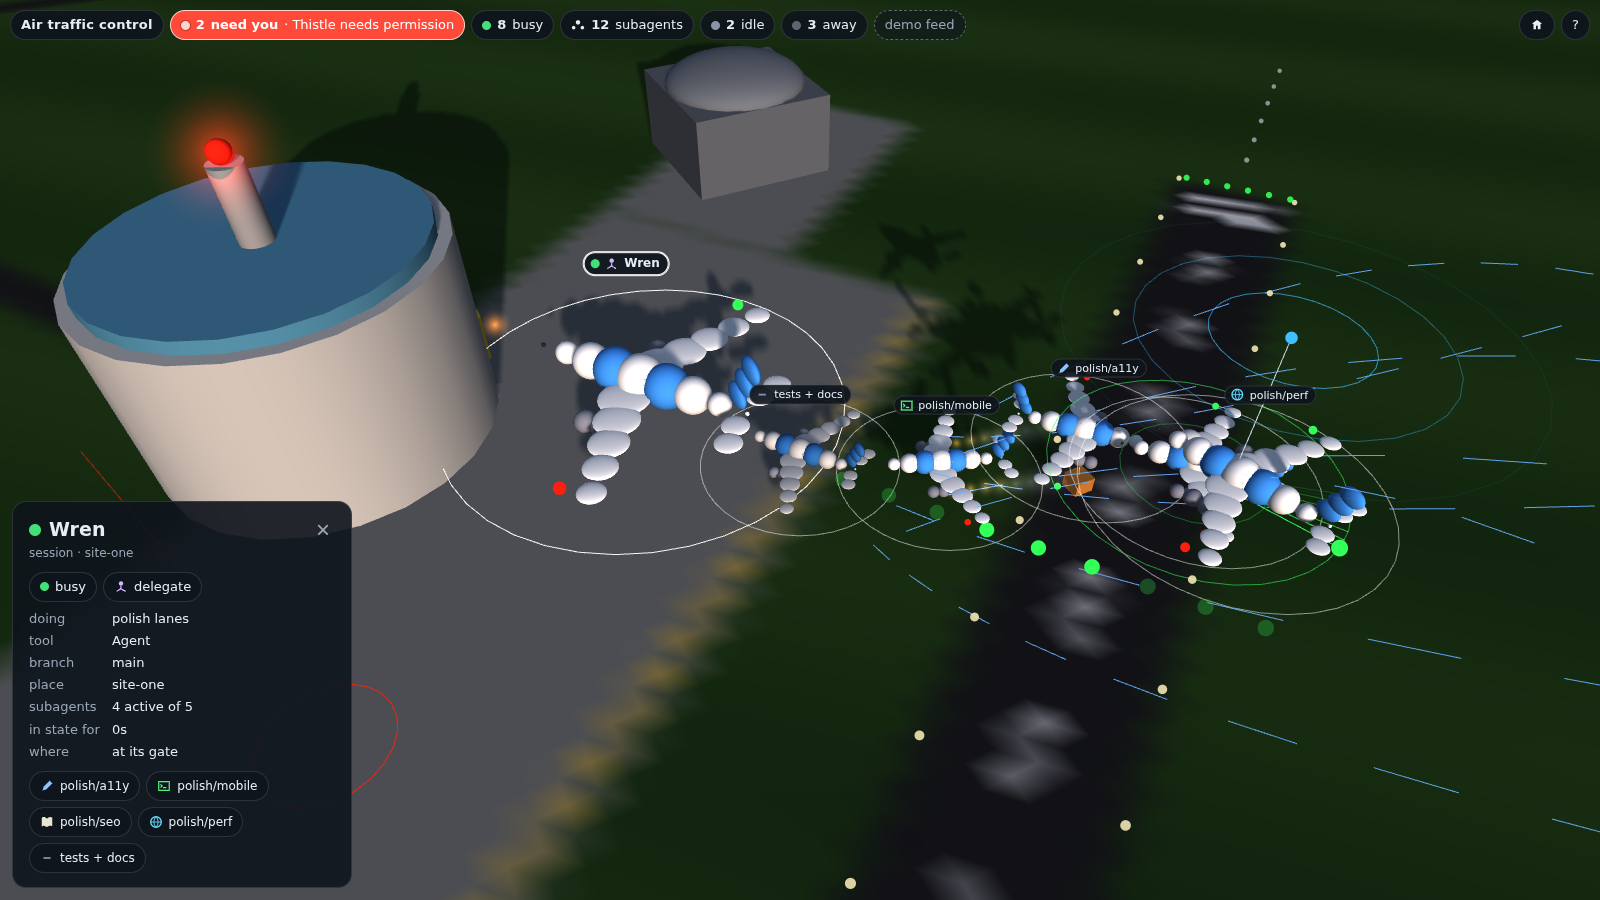 Air traffic control
2 need you · Thistle needs permission
8 busy
12 subagents
2 idle
3 away
demo feed
?
Wren
polish/a11y
tests + docs
polish/mobile
polish/perf
Wren
session · site-one
busy
delegate
doing polish lanes
tool Agent
branch main
place site-one
subagents 4 active of 5
in state for 0s
where at its gate
polish/a11y
polish/mobile
polish/seo
polish/perf
tests + docs